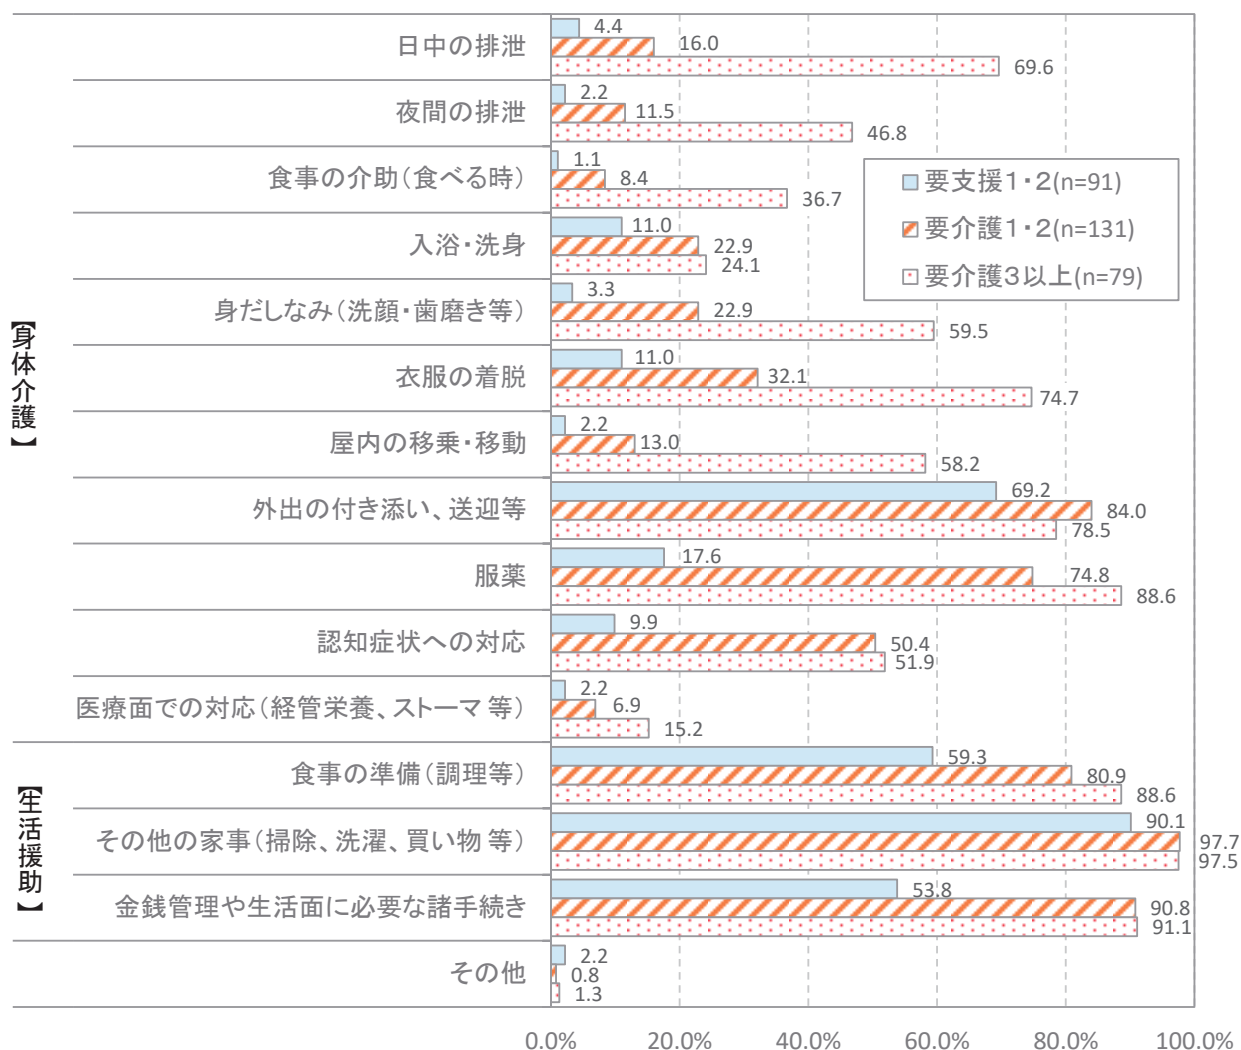 【身体介護】
日中の排泄
4.4
16.0
69.6
夜間の排泄
2.2
11.5
46.8
食事の介助(食べる時)
1.1
8.4
36.7
入浴・洗身
11.0
22.9
24.1
身だしなみ(洗顔・歯磨き等)
3.3
22.9
59.5
衣服の着脱
11.0
32.1
74.7
屋内の移乗・移動
2.2
13.0
58.2
外出の付き添い、送迎等
69.2
84.0
78.5
服薬
17.6
74.8
88.6
認知症状への対応
9.9
50.4
51.9
医療面での対応(経管栄養、ストーマ 等)
2.2
6.9
15.2
【生活援助】
食事の準備(調理等)
59.3
80.9
88.6
その他の家事(掃除、洗濯、買い物 等)
90.1
97.7
97.5
金銭管理や生活面に必要な諸手続き
53.8
90.8
91.1
その他
2.2
0.8
1.3
要支援1・2(n=91)
要介護1・2(n=131)
要介護3以上(n=79)
0.0% 20.0% 40.0% 60.0% 80.0% 100.0%